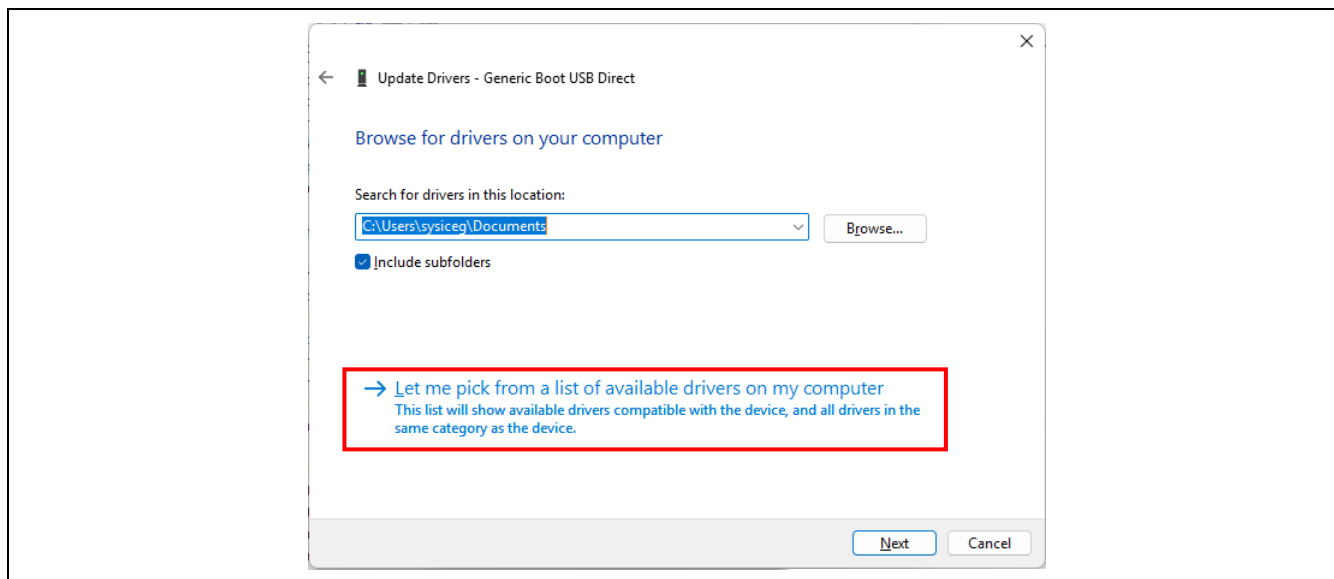 Update Drivers - Generic Boot USB Direct
Browse for drivers on your computer
Search for drivers in this location:
C:\Users\sysiceg\Documents
Browse...
Include subfolders
Let me pick from a list of available drivers on my computer
This list will show available drivers compatible with the device, and all drivers in the
same category as the device.
Next
Cancel